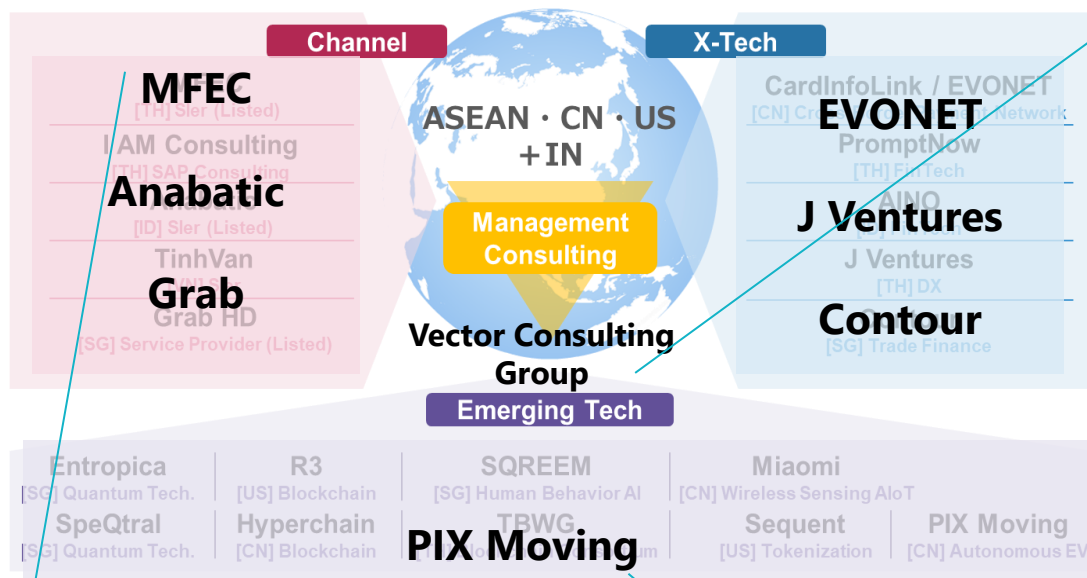 Channel
X-Tech
MFEC
[TH] SIer (Listed)
I AM Consulting
[TH] SAP Consulting
Anabatic
[ID] SIer (Listed)
TinhVan
Grab
Grab HD
[SG] Service Provider (Listed)
ASEAN・CN・US
+IN
Management
Consulting
Vector Consulting
Group
CardInfoLink / EVONET
[CN]
EVONET
PromptNow
[TH] FinTech
AINO
J Ventures
J Ventures
[TH] DX
Contour
[SG] Trade Finance
Emerging Tech
Entropica R3 SQREEM Miaomi
[SG] Quantum Tech. [US] Blockchain [SG] Human Behavior AI [CN] Wireless Sensing AIoT
SpeQtral Hyperchain TBWG Sequent PIX Moving
[SG] Quantum Tech. [CN] Blockchain [US] Tokenization [CN] Autonomous EV
PIX Moving